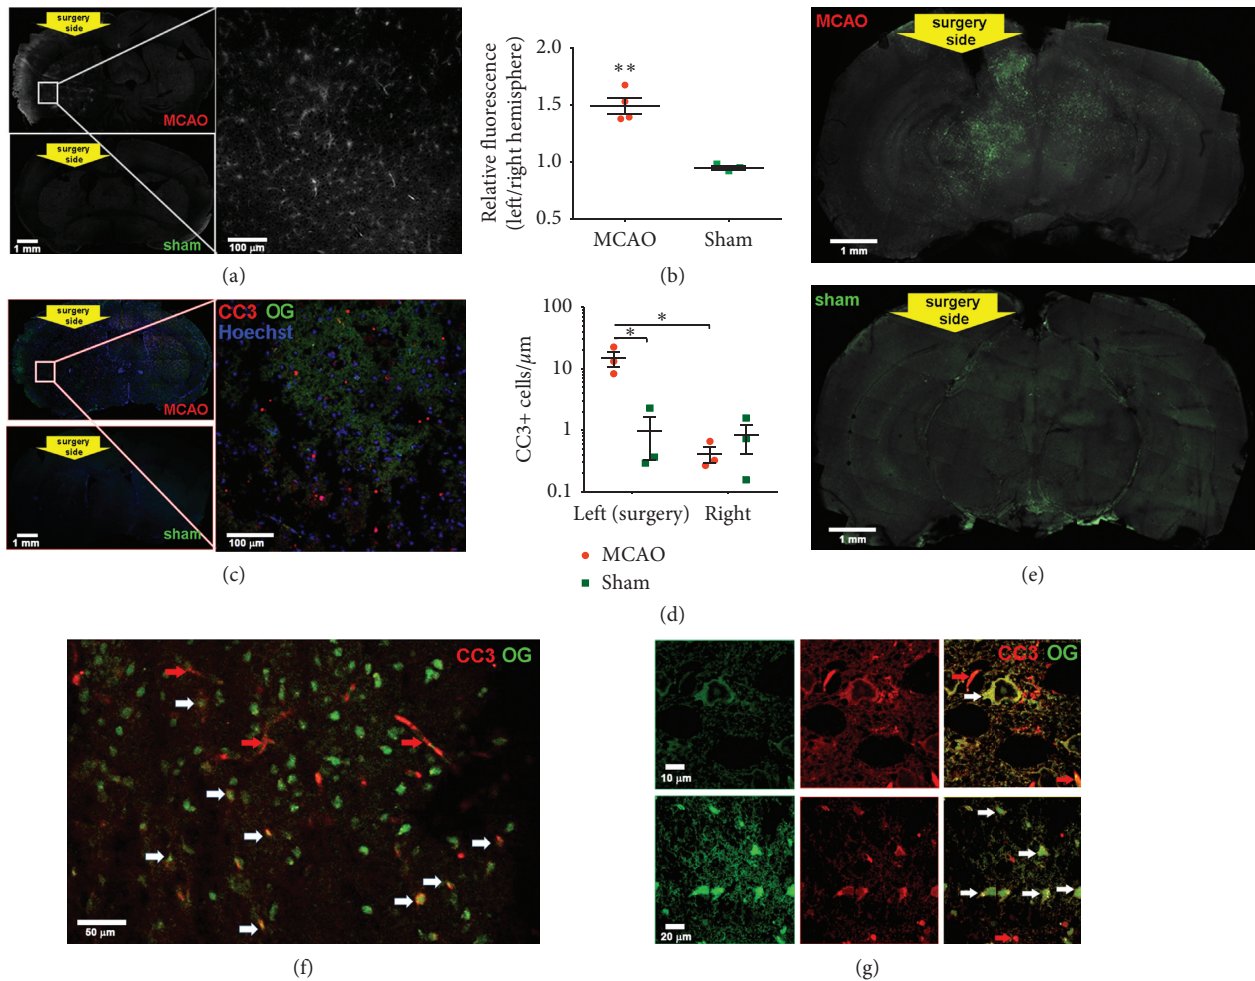 surgery
side
MCAO
surgery
side
1 mm
sham
100 μm
(a)
Relative fluorescence
(left/right hemisphere)
2.0
1.5
1.0
0.5
**
MCAO
Sham
(b)
MCAO
surgery
side
1 mm
sham
surgery
side
1 mm
(e)
surgery
side
MCAO
surgery
side
1 mm
sham
CC3 OG
Hoechst
100 μm
(c)
CC3+ cells/μm
100
10
1
0.1
*
*
Left (surgery)
Right
MCAO
Sham
(d)
CC3 OG
50 μm
(f)
CC3 OG
10 μm
20 μm
(g)